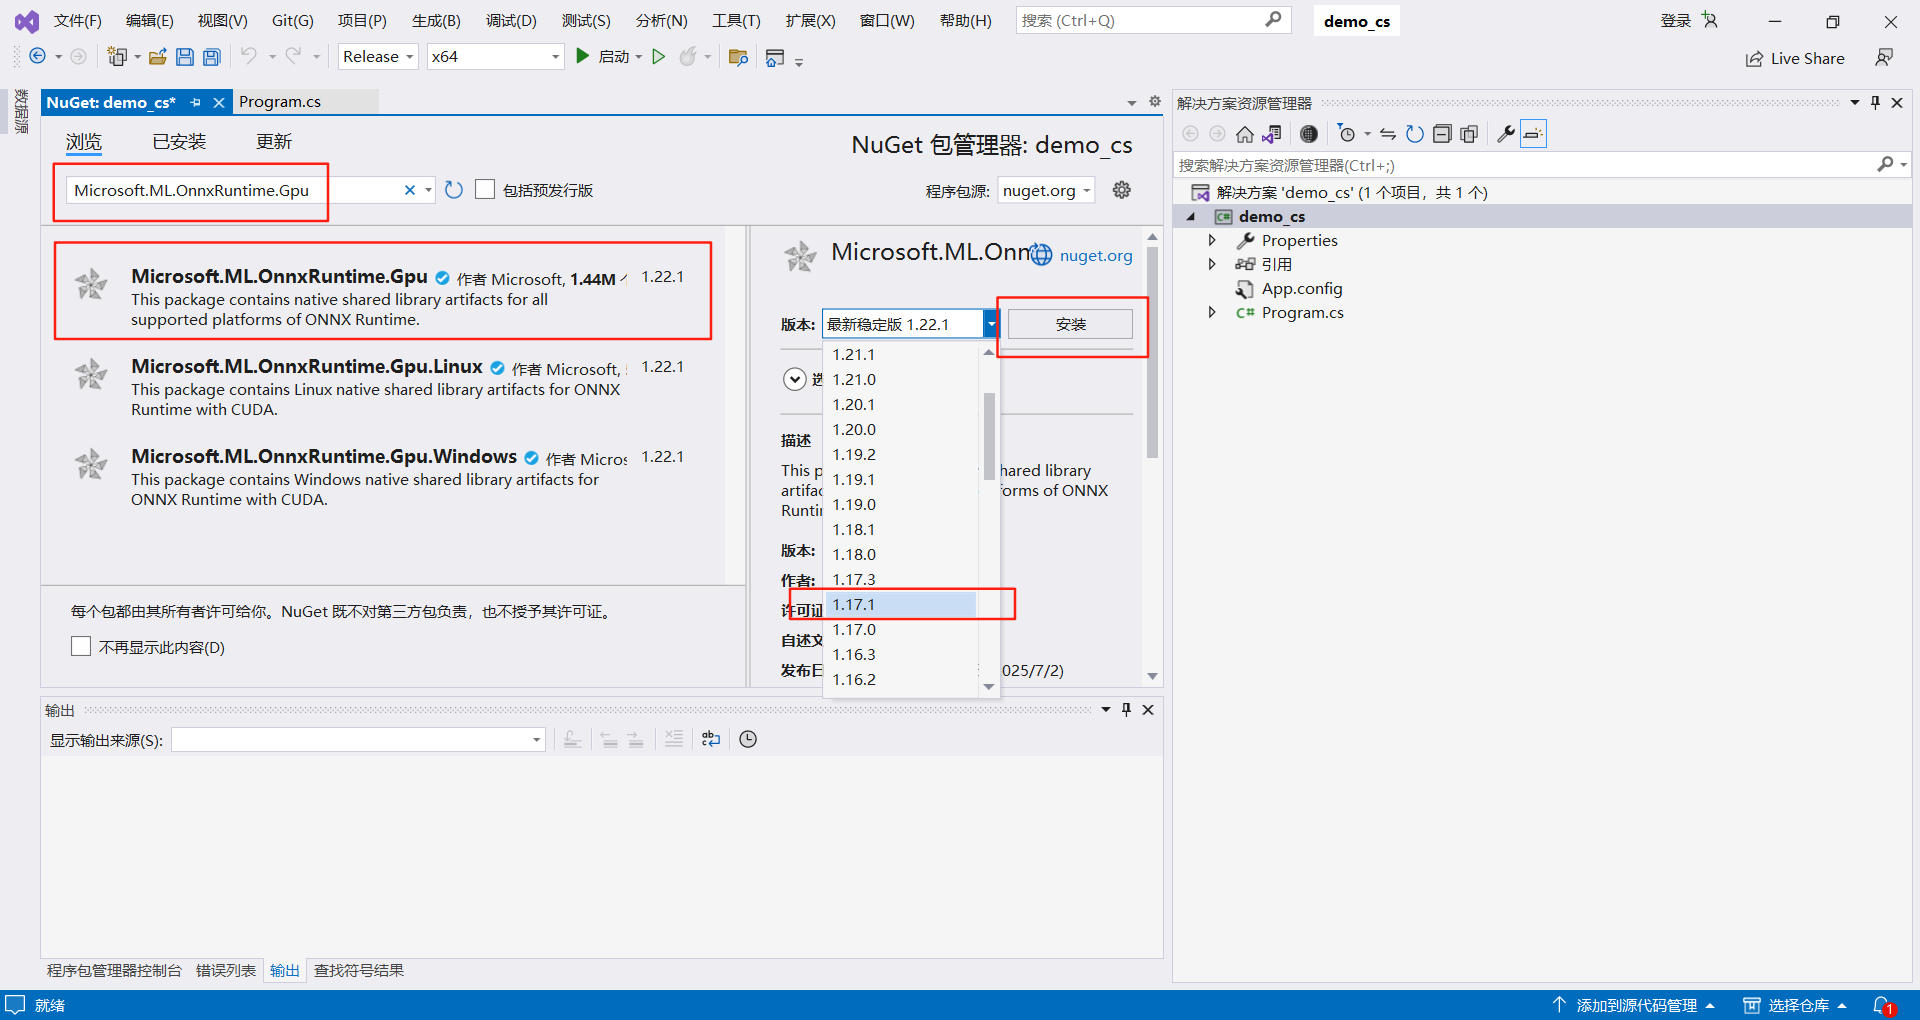 文件(F) 编辑(E) 视图(V) Git(G) 项目(P) 生成(B) 调试(D) 测试(S) 分析(N) 工具(T) 扩展(X) 窗口(W) 帮助(H) 搜索 (Ctrl+Q) demo_cs 登录
Release x64 启动 Live Share
数据源
NuGet: demo_cs* Program.cs
浏览 已安装 更新
NuGet 包管理器: demo_cs
Microsoft.ML.OnnxRuntime.Gpu 包括预发行版
程序包源: nuget.org
Microsoft.ML.OnnxRuntime.Gpu 作者 Microsoft, 1.44M 1.22.1
This package contains native shared library artifacts for all
supported platforms of ONNX Runtime.
Microsoft.ML.OnnxRuntime.Gpu.Linux 作者 Microsoft, 1.22.1
This package contains Linux native shared library artifacts for ONNX
Runtime with CUDA.
Microsoft.ML.OnnxRuntime.Gpu.Windows 作者 Micros 1.22.1
This package contains Windows native shared library artifacts for
ONNX Runtime with CUDA.
每个包都由其所有者许可给你。NuGet 既不对第三方包负责，也不授予其许可证。
不再显示此内容(D)
Microsoft.ML.Onn nuget.org
版本: 最新稳定版 1.22.1 安装
1.21.1
1.21.0
1.20.1
1.20.0
1.19.2
1.19.1
1.19.0
1.18.1
1.18.0
1.17.3
1.17.1
1.17.0
1.16.3
1.16.2
选
描述
This p hared library
artifac orms of ONNX
Runti
版本:
作者:
许可证
自述文
发布日 025/7/2)
输出
显示输出来源(S):
程序包管理器控制台 错误列表 输出 查找符号结果
解决方案资源管理器
搜索解决方案资源管理器(Ctrl+;)
解决方案 'demo_cs' (1 个项目，共 1 个)
demo_cs
Properties
引用
App.config
Program.cs
就绪 添加到源代码管理 选择仓库 1